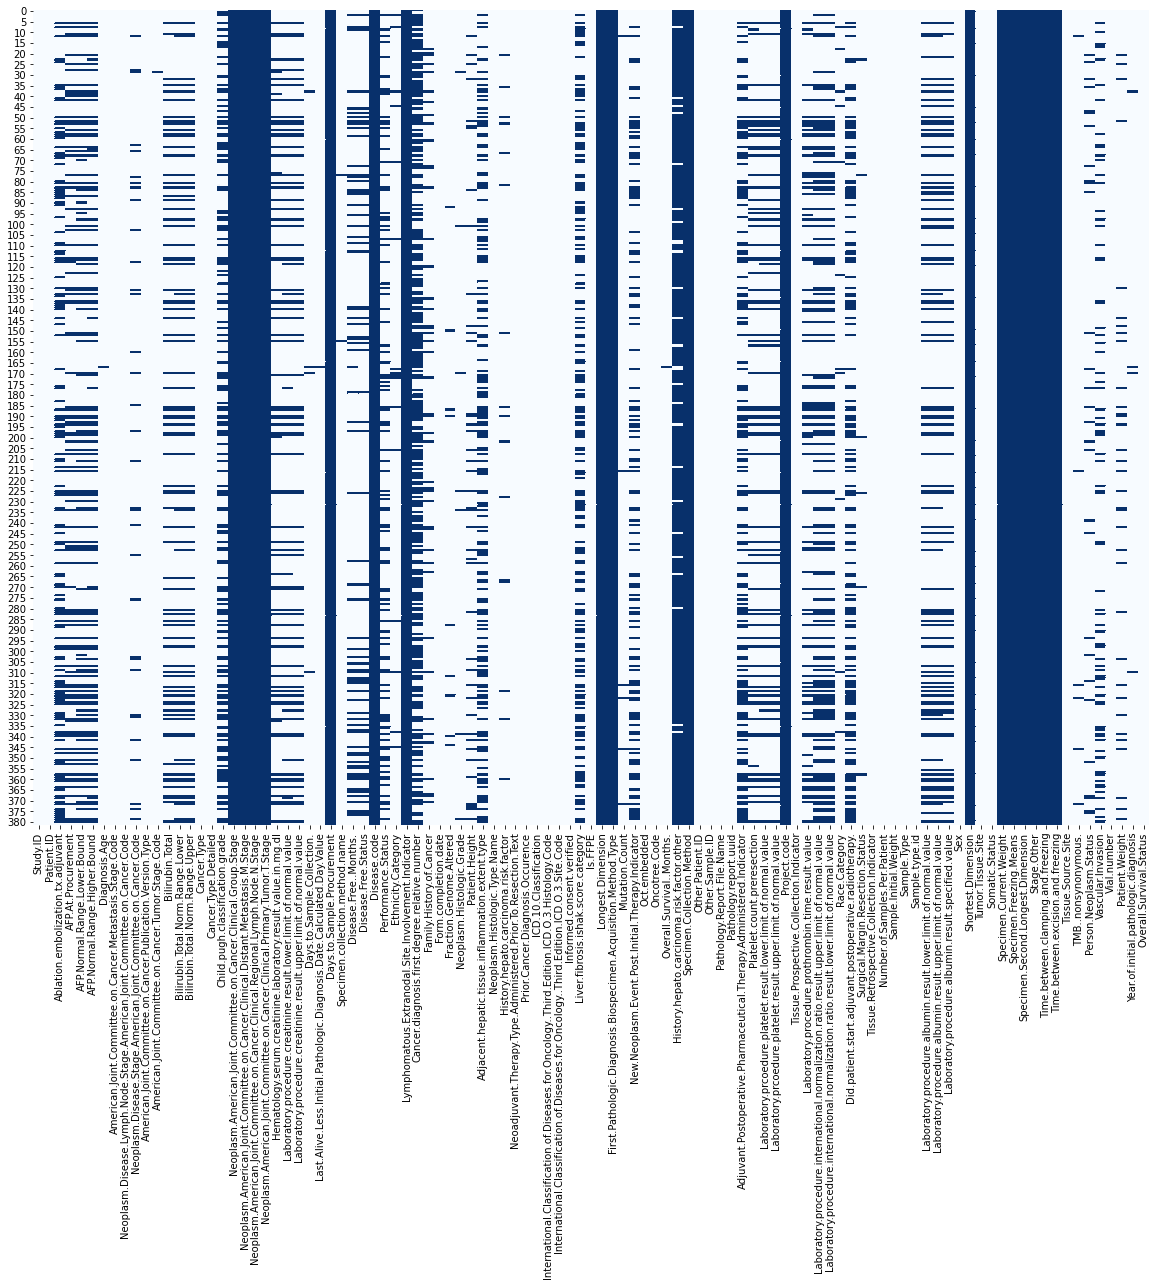 0
5
10
15
20
25
30
35
40
45
50
55
60
65
70
75
80
85
90
95
100
105
110
115
120
125
130
135
140
145
150
155
160
165
170
175
180
185
190
195
200
205
210
215
220
225
230
235
240
245
250
255
260
265
270
275
280
285
290
295
300
305
310
315
320
325
330
335
340
345
350
355
360
365
370
375
380
Study.ID
Patient.ID
Ablation.embolization.tx.adjuvant
AFP.At.Procurement
AFP.Normal.Range.Lower.Bound
AFP.Normal.Range.Higher.Bound
Diagnosis.Age
American.Joint.Committee.on.Cancer.Metastasis.Stage.Code
Neoplasm.Disease.Lymph.Node.Stage.American.Joint.Committee.on.Cancer.Code
Neoplasm.Disease.Stage.American.Joint.Committee.on.Cancer.Code
American.Joint.Committee.on.Cancer.Publication.Version.Type
American.Joint.Committee.on.Cancer.Tumor.Stage.Code
Bilirubin.Total
Bilirubin.Total.Norm.Range.Lower
Bilirubin.Total.Norm.Range.Upper
Cancer.Type
Cancer.Type.Detailed
Child.pugh.classification.grade
Neoplasm.American.Joint.Committee.on.Cancer.Clinical.Group.Stage
Neoplasm.American.Joint.Committee.on.Cancer.Clinical.Distant.Metastasis.M.Stage
Neoplasm.American.Joint.Committee.on.Cancer.Clinical.Regional.Lymph.Node.N.Stage
Neoplasm.American.Joint.Committee.on.Cancer.Clinical.Primary.Tumor.T.Stage
Hematology.serum.creatinine.laboratory.result.value.in.mg.dl
Laboratory.procedure.creatinine.result.lower.limit.of.normal.value
Laboratory.procedure.creatinine.result.upper.limit.of.normal.value
Days.to.Sample.Collection.
Last.Alive.Less.Initial.Pathologic.Diagnosis.Date.Calculated.Day.Value
Days.to.Sample.Procurement
Specimen.collection.method.name
Disease.Free..Months.
Disease.Free.Status
Disease.code
Performance.Status
Ethnicity.Category
Lymphomatous.Extranodal.Site.Involvement.Indicator
Cancer.diagnosis.first.degree.relative.number
Family.History.of.Cancer
Form.completion.date
Fraction.Genome.Altered
Neoplasm.Histologic.Grade
Patient.Height
Adjacent.hepatic.tissue.inflammation.extent.type
Neoplasm.Histologic.Type.Name
History.hepato.carcinoma.risk.factor
Neoadjuvant.Therapy.Type.Administered.Prior.To.Resection.Text
Prior.Cancer.Diagnosis.Occurence
ICD.10.Classification
International.Classification.of.Diseases.for.Oncology..Third.Edition.ICD.O.3.Histology.Code
International.Classification.of.Diseases.for.Oncology..Third.Edition.ICD.O.3.Site.Code
Informed.consent.verified
Liver.fibrosis.ishak.score.category
Is.FFPE
Longest.Dimension
First.Pathologic.Diagnosis.Biospecimen.Acquisition.Method.Type
Mutation.Count
New.Neoplasm.Event.Post.Initial.Therapy.Indicator
Oct.embedded
Oncotree.Code
Overall.Survival..Months.
History.hepato.carcinoma.risk.factor.other
Specimen.Collection.Method
Other.Patient.ID
Other.Sample.ID
Pathology.Report.File.Name
Pathology.report.uuid
Adjuvant.Postoperative.Pharmaceutical.Therapy.Administered.Indicator
Platelet.count.preresection
Laboratory.prcoedure.platelet.result.lower.limit.of.normal.value
Laboratory.prcoedure.platelet.result.upper.limit.of.normal.value
Project.code
Tissue.Prospective.Collection.Indicator
Laboratory.procedure.prothrombin.time.result.value
Laboratory.procedure.international.normalization.ratio.result.upper.limit.of.normal.value
Laboratory.procedure.international.normalization.ratio.result.lower.limit.of.normal.value
Race.Category
Did.patient.start.adjuvant.postoperative.radiotherapy
Surgical.Margin.Resection.Status
Tissue.Retrospective.Collection.Indicator
Number.of.Samples.Per.Patient
Sample.Initial.Weight
Sample.Type
Sample.type.id
Laboratory.procedure.albumin.result.lower.limit.of.normal.value
Laboratory.procedure.albumin.result.upper.limit.of.normal.value
Laboratory.procedure.albumin.result.specified.value
Sex
Shortest.Dimension
Tumor.Tissue.Site
Somatic.Status
Specimen.Current.Weight
Specimen.Freezing.Means
Specimen.Second.Longest.Dimension
Stage.Other
Time.between.clamping.and.freezing
Time.between.excision.and.freezing
Tissue.Source.Site
TMB..nonsynonymous.
Person.Neoplasm.Status
Vascular.Invasion
Vial.number
Patient.Weight
Year.of.initial.pathologic.diagnosis
Overall.Survival.Status